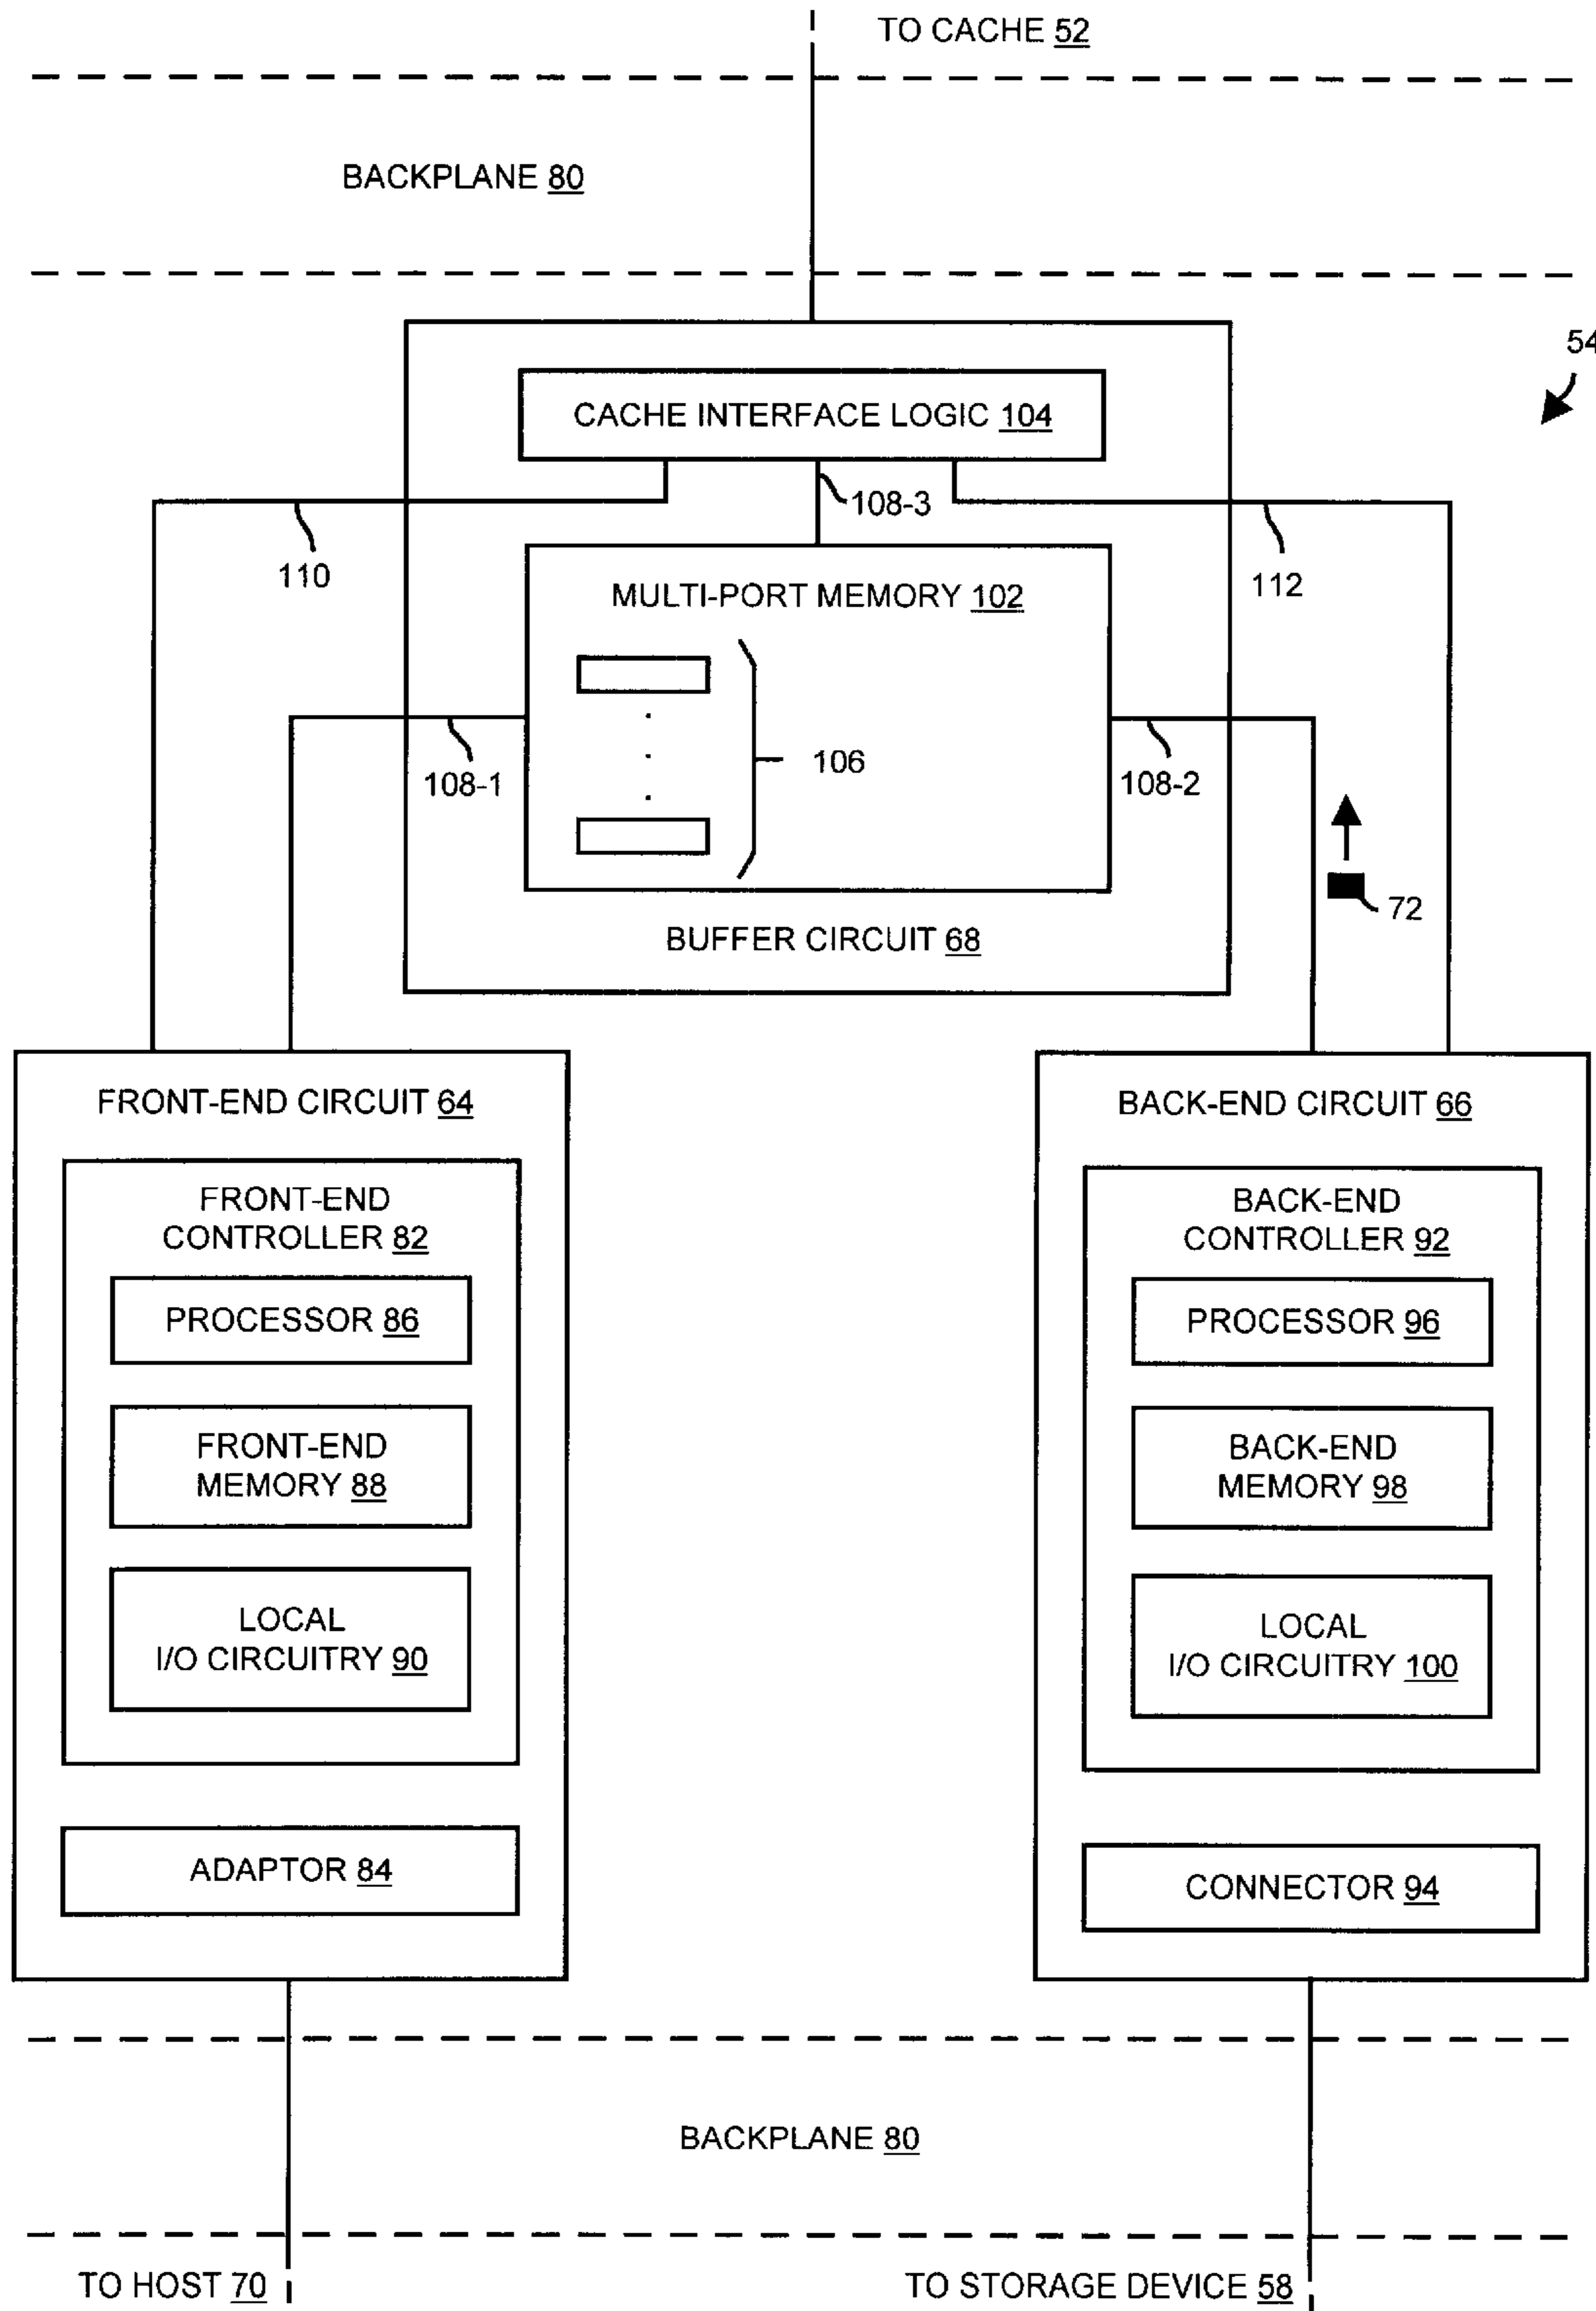 TO CACHE 52
BACKPLANE 80
54
CACHE INTERFACE LOGIC 104
108-3
110
112
MULTI-PORT MEMORY 102
106
108-1
108-2
72
BUFFER CIRCUIT 68
FRONT-END CIRCUIT 64
FRONT-END
CONTROLLER 82
PROCESSOR 86
FRONT-END
MEMORY 88
LOCAL
I/O CIRCUITRY 90
ADAPTOR 84
BACK-END CIRCUIT 66
BACK-END
CONTROLLER 92
PROCESSOR 96
BACK-END
MEMORY 98
LOCAL
I/O CIRCUITRY 100
CONNECTOR 94
BACKPLANE 80
TO HOST 70
TO STORAGE DEVICE 58